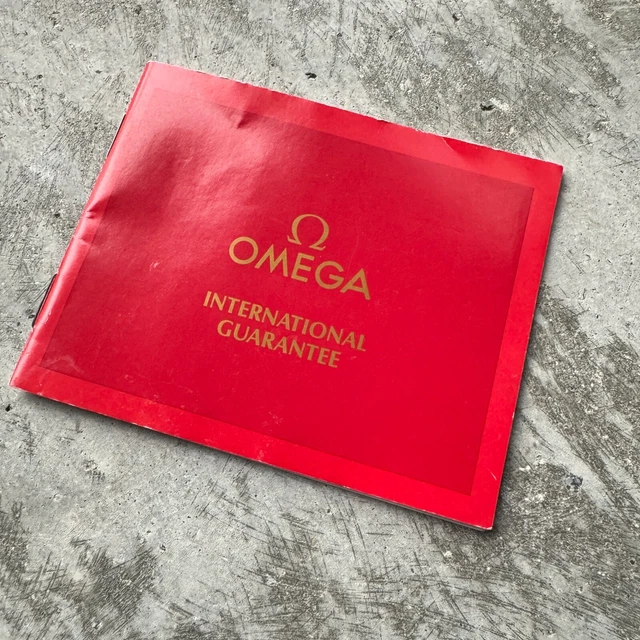 Ω
OMEGA
INTERNATIONAL
GUARANTEE